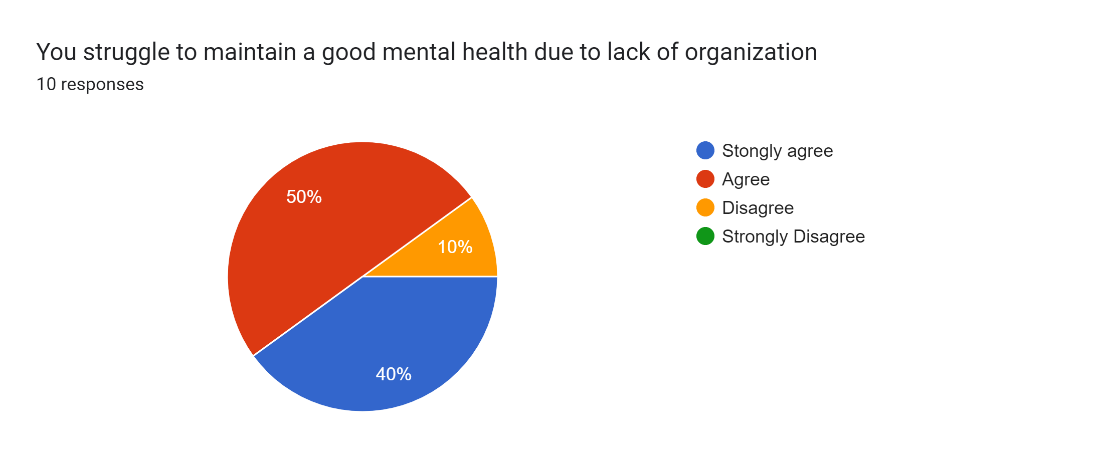 You struggle to maintain a good mental health due to lack of organization
10 responses
Stongly agree
Agree
Disagree
Strongly Disagree
50%
10%
40%